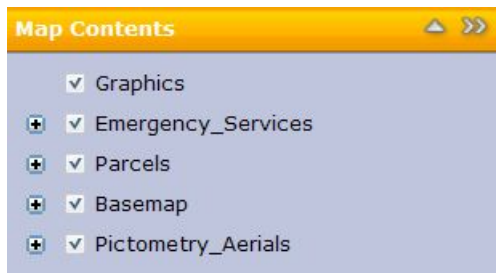 Map Contents
Graphics
Emergency_Services
Parcels
Basemap
Pictometry_Aerials